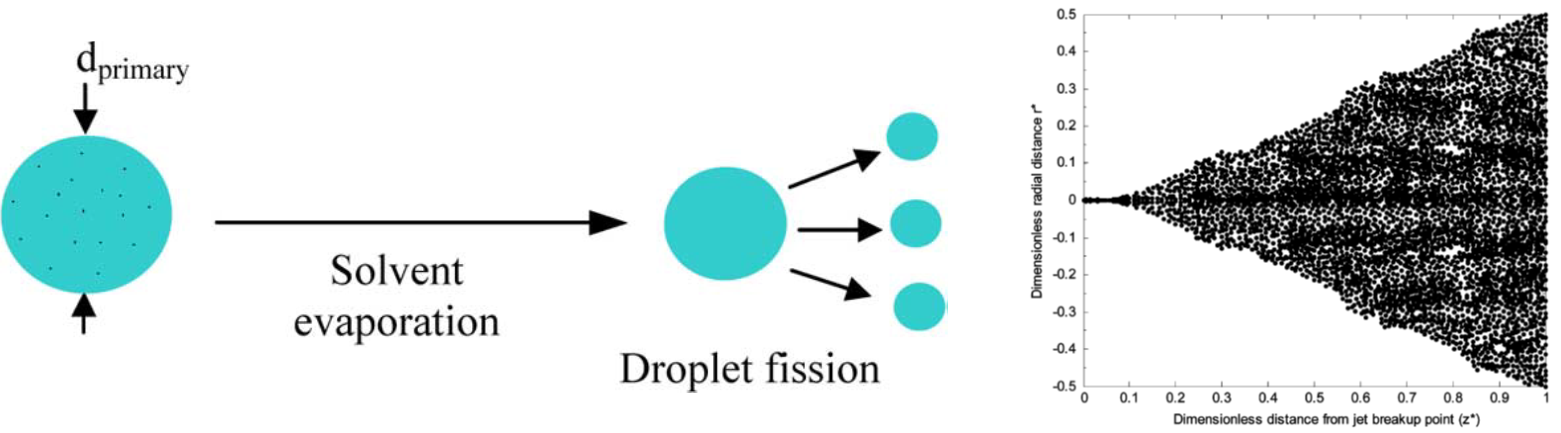 d_primary
Solvent
evaporation
Droplet fission
Dimensionless radial distance r*
0.5
0.4
0.3
0.2
0.1
0
-0.1
-0.2
-0.3
-0.4
-0.5
0 0.1 0.2 0.3 0.4 0.5 0.6 0.7 0.8 0.9 1
Dimensionless distance from jet breakup point (z*)